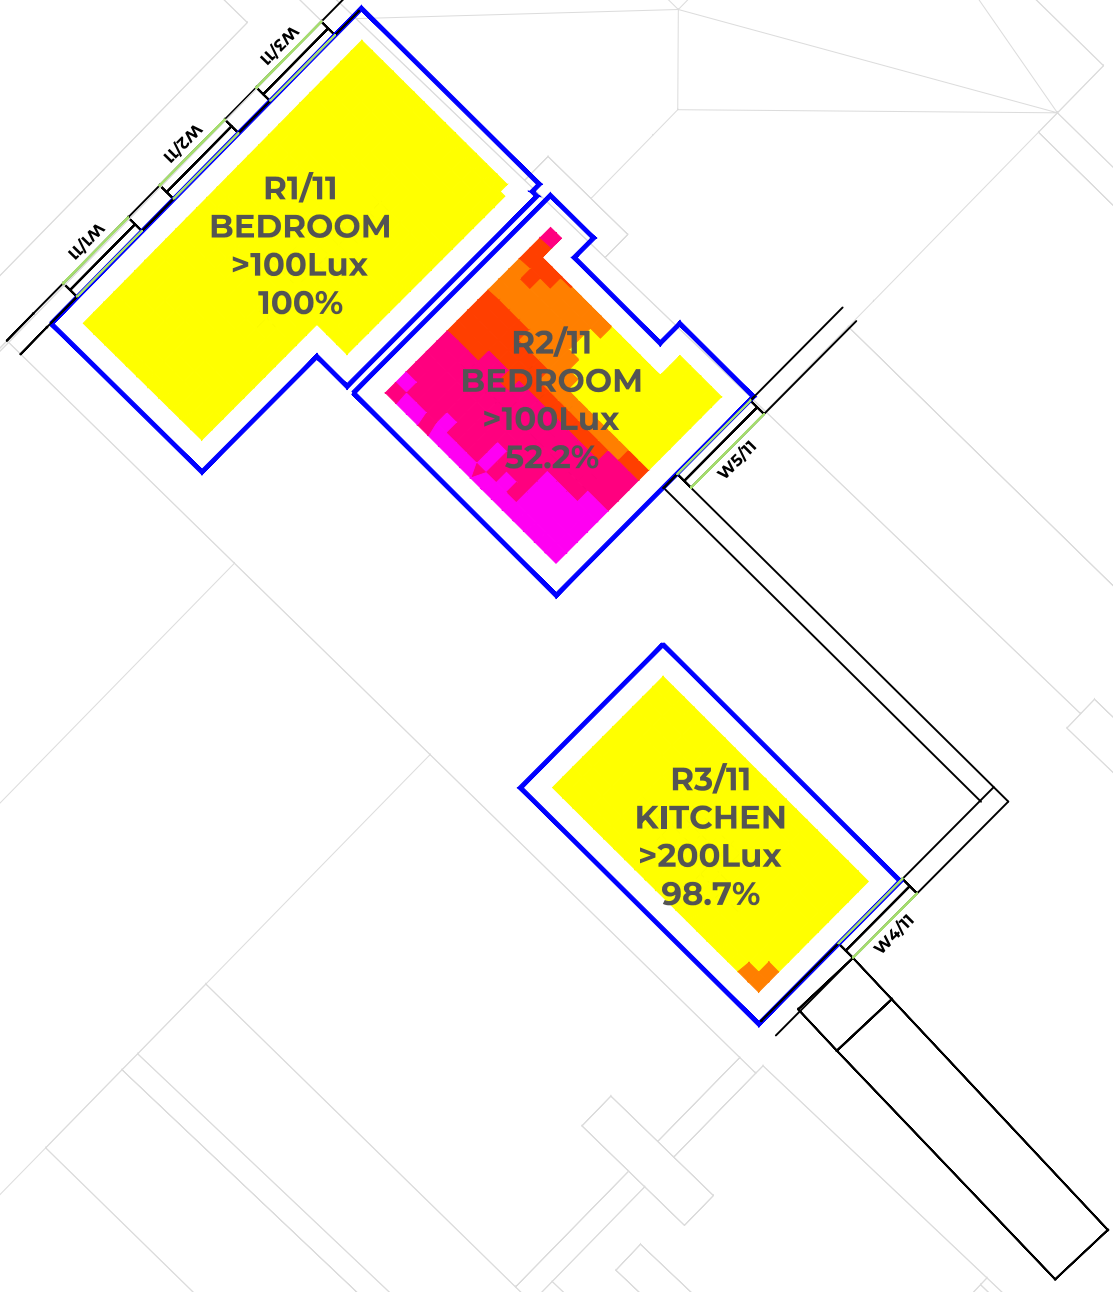 W3/11
W2/11
W1/11
R1/11
BEDROOM
>100Lux
100%
R2/11
BEDROOM
>100Lux
52.2%
W5/11
R3/11
KITCHEN
>200Lux
98.7%
W4/11